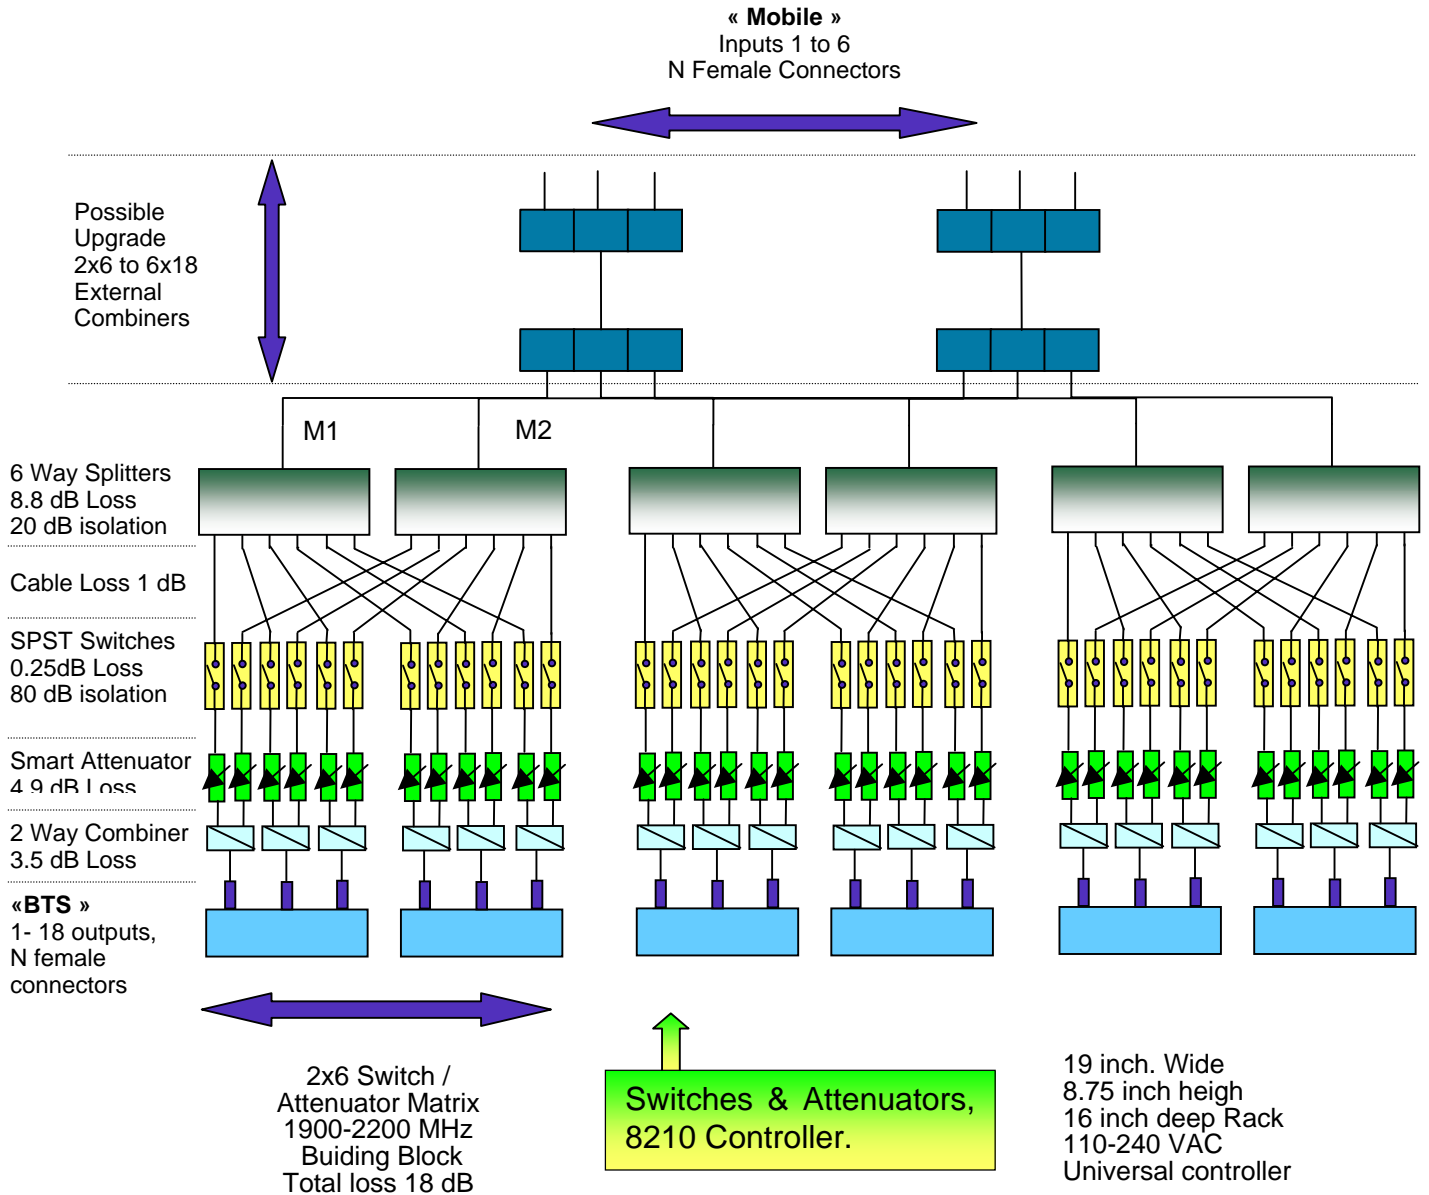 « Mobile »
Inputs 1 to 6
N Female Connectors
Possible
Upgrade
2x6 to 6x18
External
Combiners
M1
M2
6 Way Splitters
8.8 dB Loss
20 dB isolation
Cable Loss 1 dB
SPST Switches
0.25dB Loss
80 dB isolation
Smart Attenuator
4.9 dB Loss
2 Way Combiner
3.5 dB Loss
«BTS »
1- 18 outputs,
N female
connectors
2x6 Switch /
Attenuator Matrix
1900-2200 MHz
Buiding Block
Total loss 18 dB
Switches & Attenuators,
8210 Controller.
19 inch. Wide
8.75 inch heigh
16 inch deep Rack
110-240 VAC
Universal controller